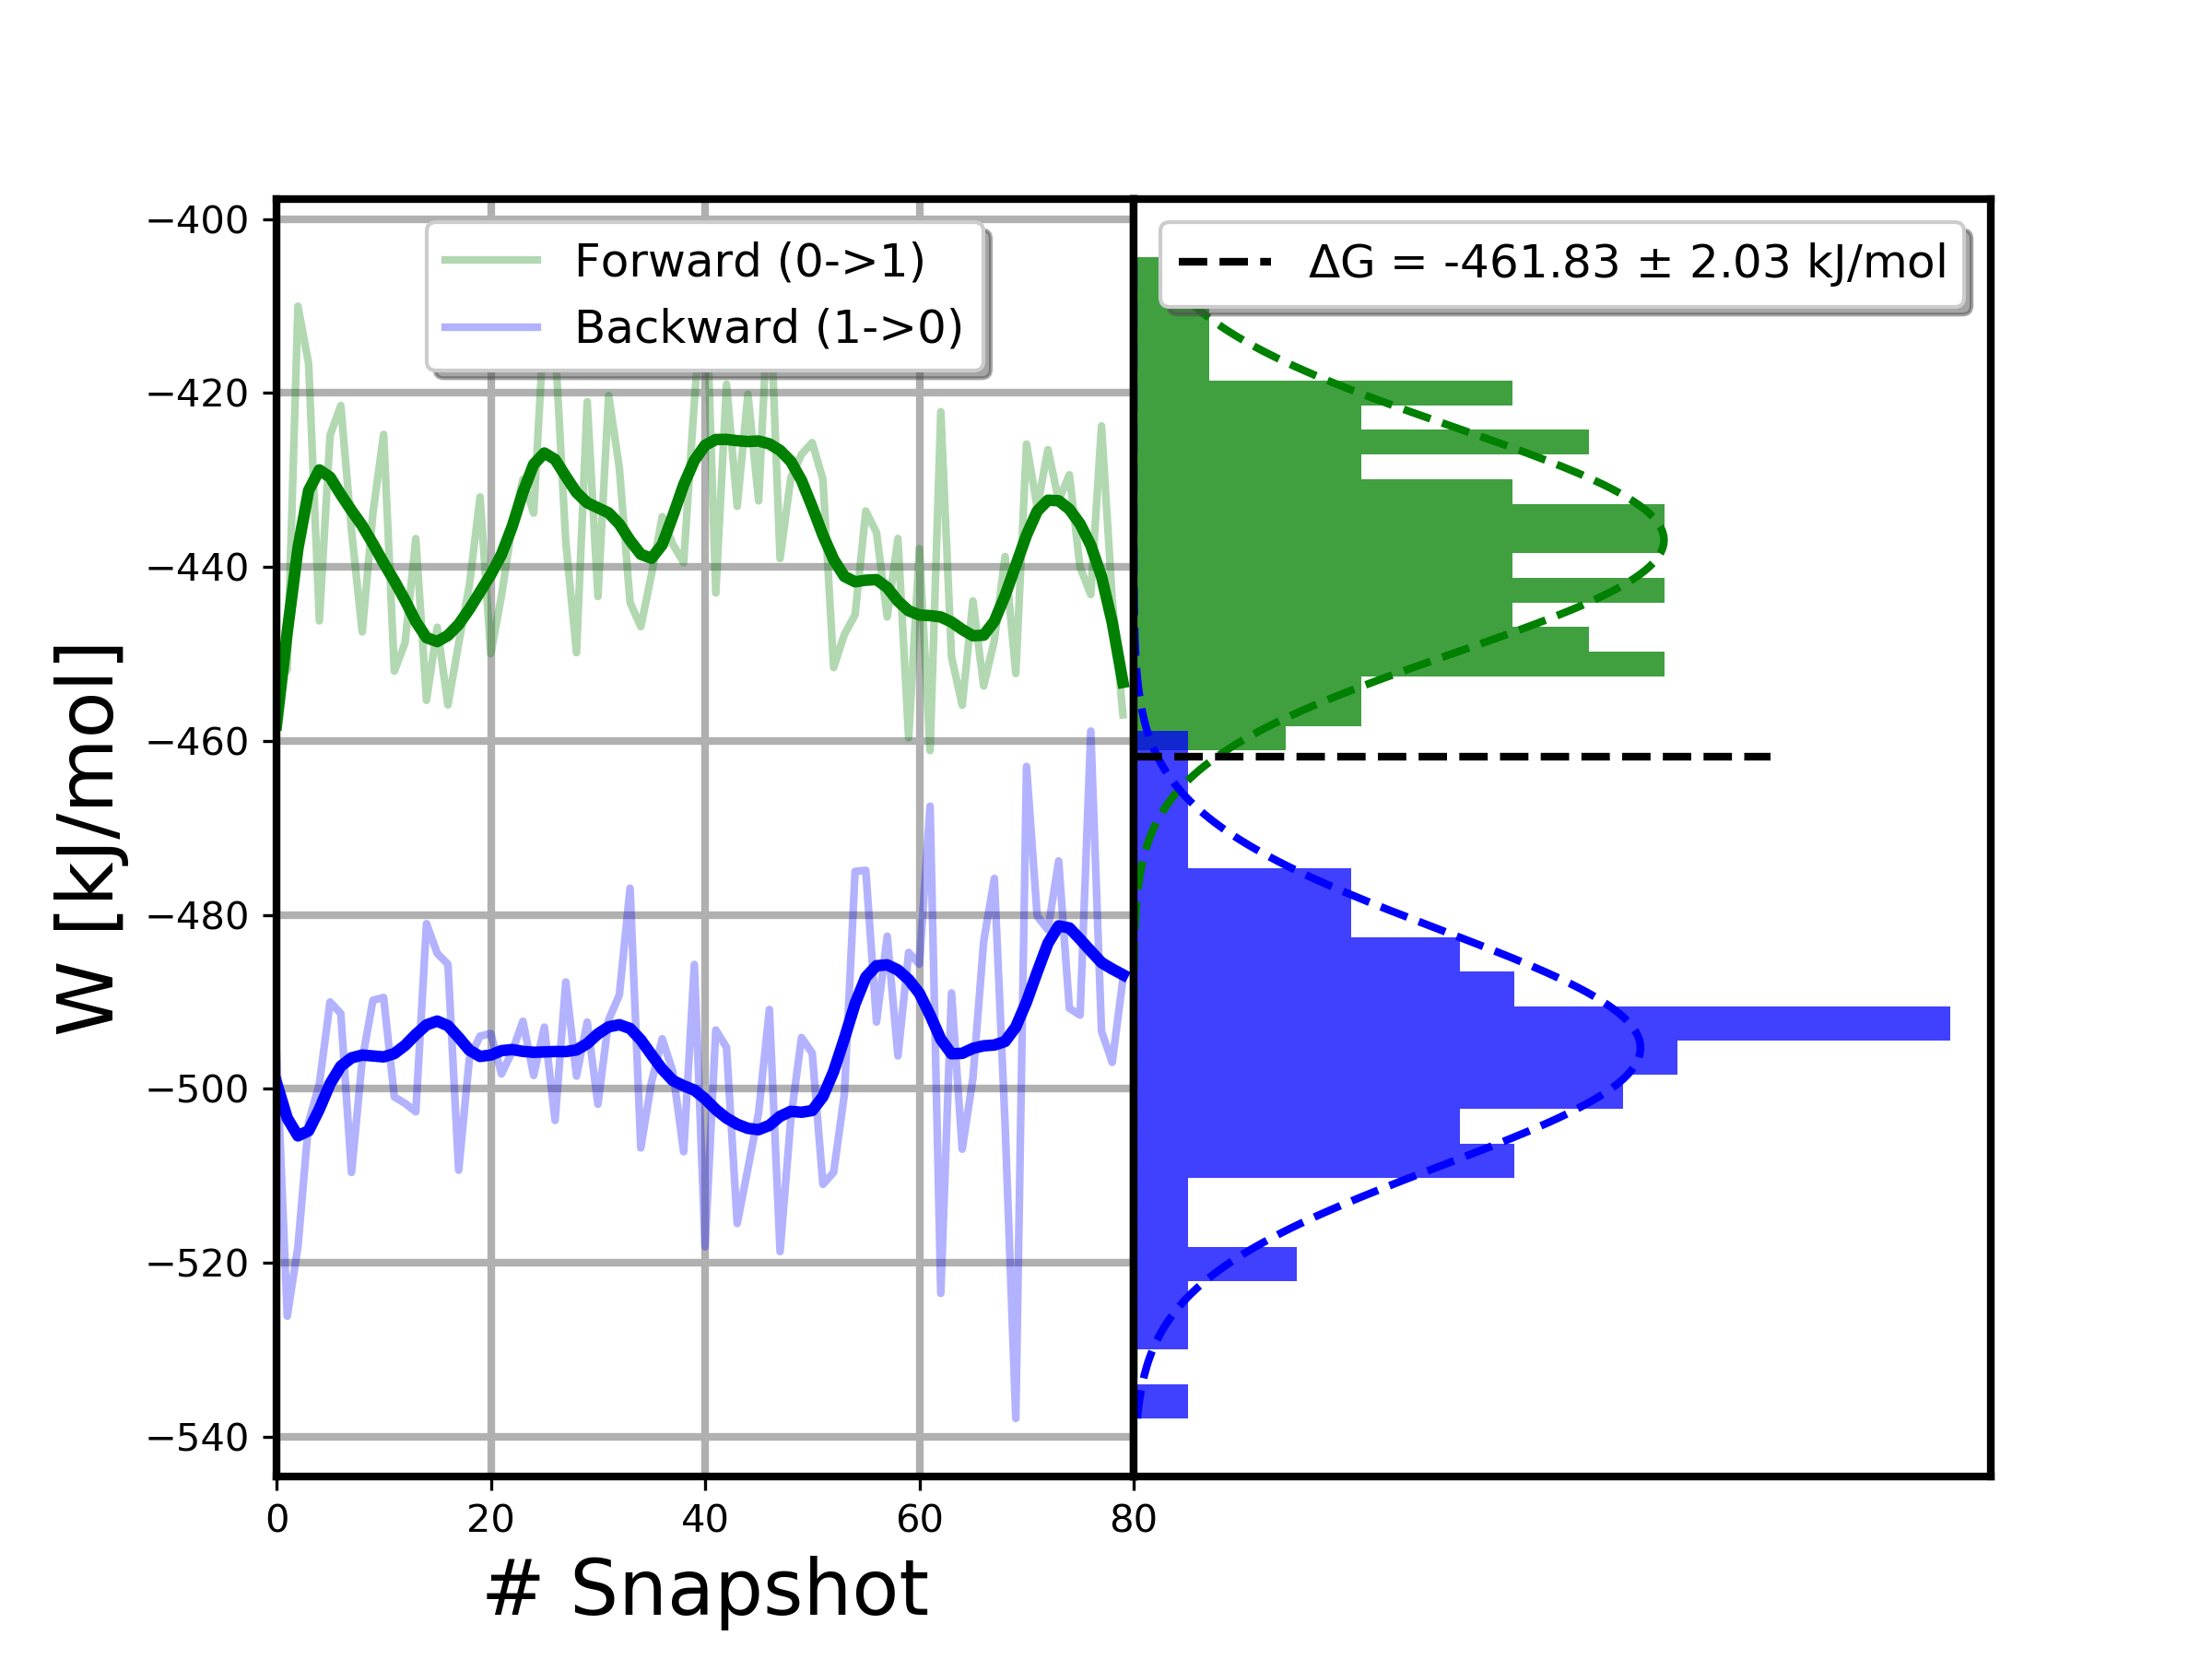 Forward (0->1)
Backward (1->0)
ΔG = -461.83 ± 2.03 kJ/mol
W [kJ/mol]
−400
−420
−440
−460
−480
−500
−520
−540
0 20 40 60 80
# Snapshot